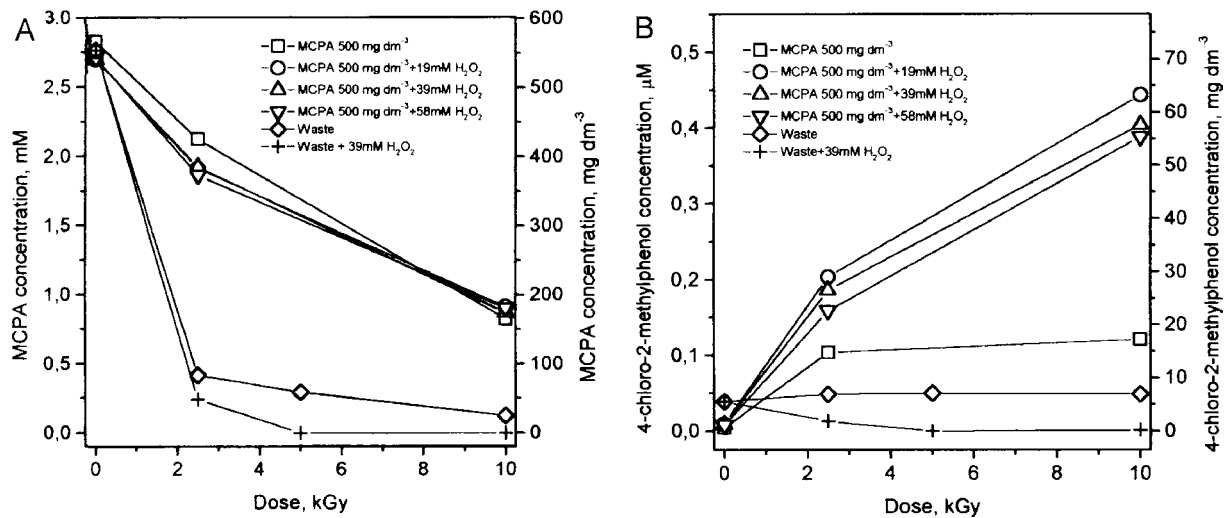 A
MCPA concentration, mM
3.0
2.5
2.0
1.5
1.0
0.5
0.0
MCPA 500 mg dm⁻³
MCPA 500 mg dm⁻³+19mM H₂O₂
MCPA 500 mg dm⁻³+39mM H₂O₂
MCPA 500 mg dm⁻³+58mM H₂O₂
Waste
Waste + 39mM H₂O₂
600
500
400
300
200
100
0
MCPA concentration, mg dm⁻³
0 2 4 6 8 10
Dose, kGy
B
4-chloro-2-methylphenol concentration, μM
0,5
0,4
0,3
0,2
0,1
0,0
MCPA 500 mg dm⁻³
MCPA 500 mg dm⁻³+19mM H₂O₂
MCPA 500 mg dm⁻³+39mM H₂O₂
MCPA 500 mg dm⁻³+58mM H₂O₂
Waste
Waste+39mM H₂O₂
70
60
50
40
30
20
10
0
4-chloro-2-methylphenol concentration, mg dm⁻³
0 2 4 6 8 10
Dose, kGy